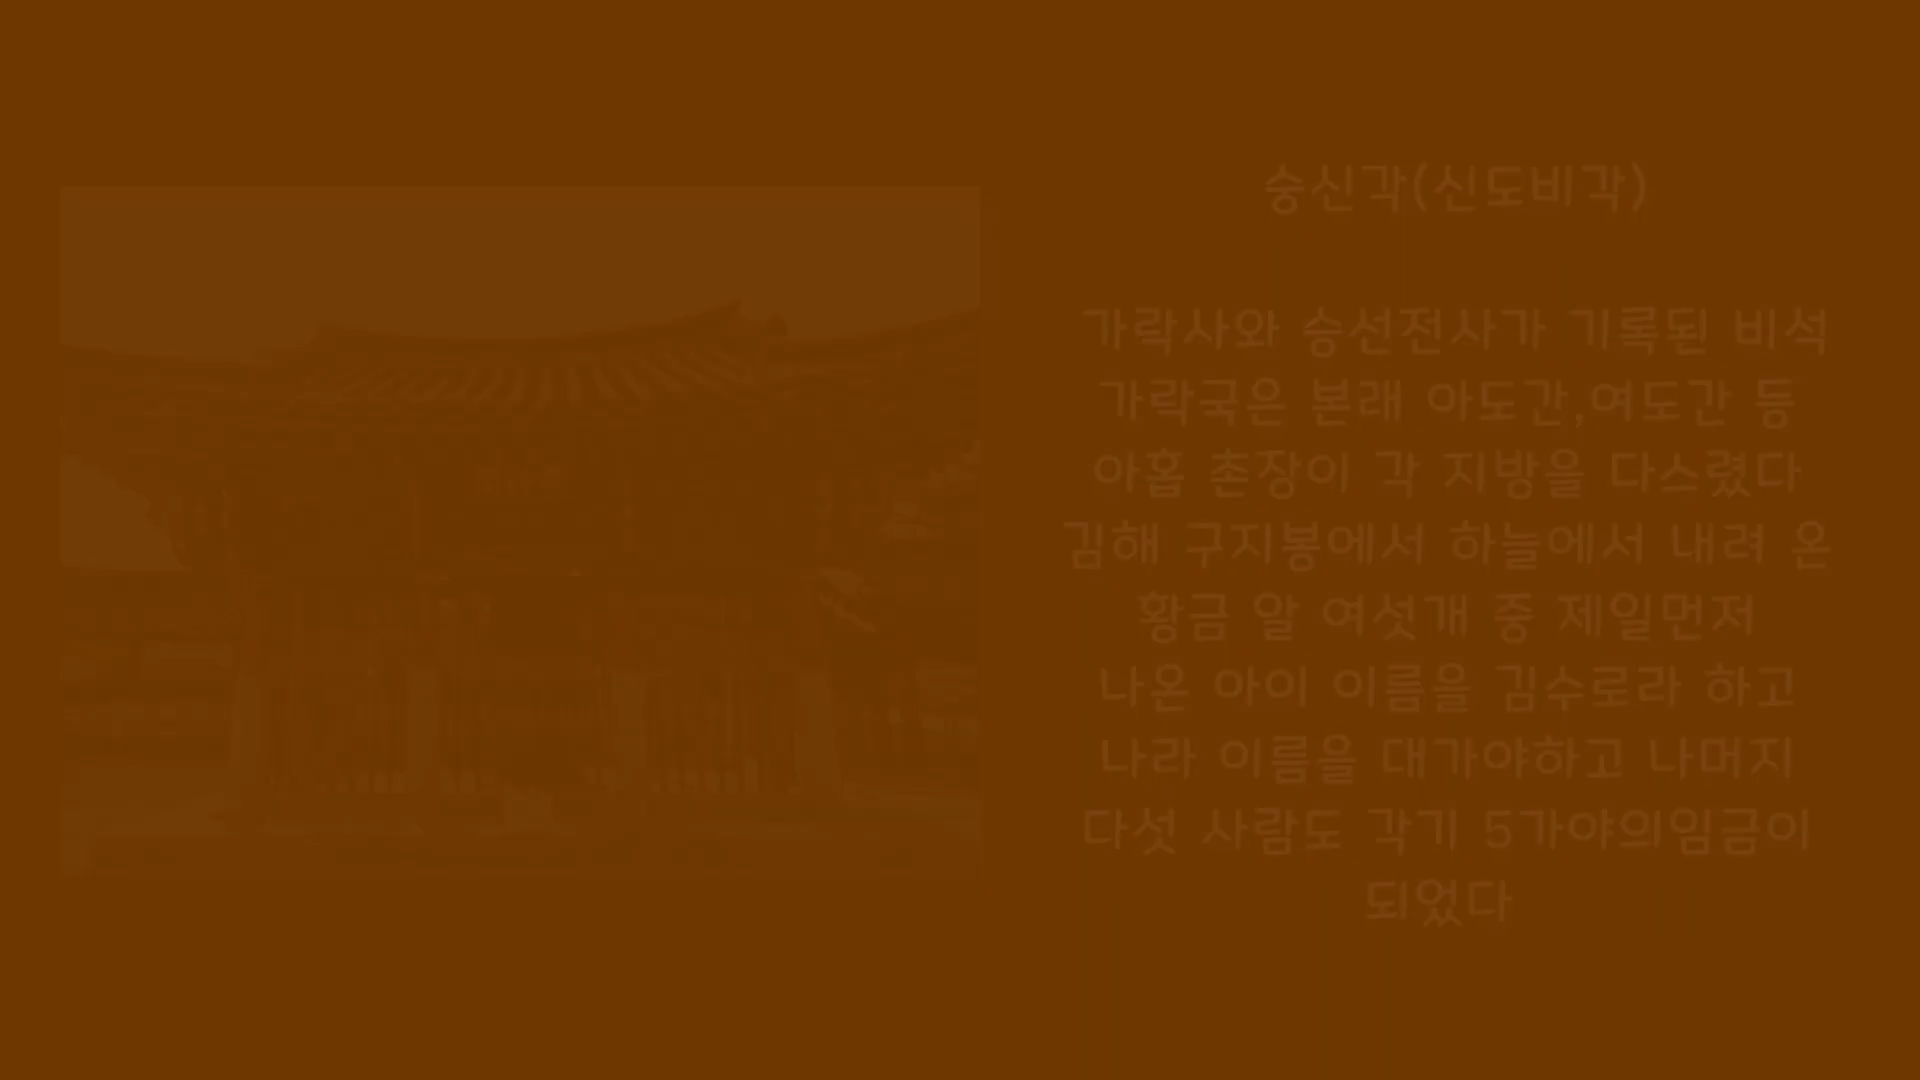 숭신각(신도비각)
가락사와 숭선전사가 기록된 비석
가락국은 본래 아도간,여도간 등
아홉 촌장이 각 지방을 다스렸다
김해 구지봉에서 하늘에서 내려 온
황금 알 여섯개 중 제일먼저
나온 아이 이름을 김수로라 하고
나라 이름을 대가야하고 나머지
다섯 사람도 각기 5가야의임금이
되었다